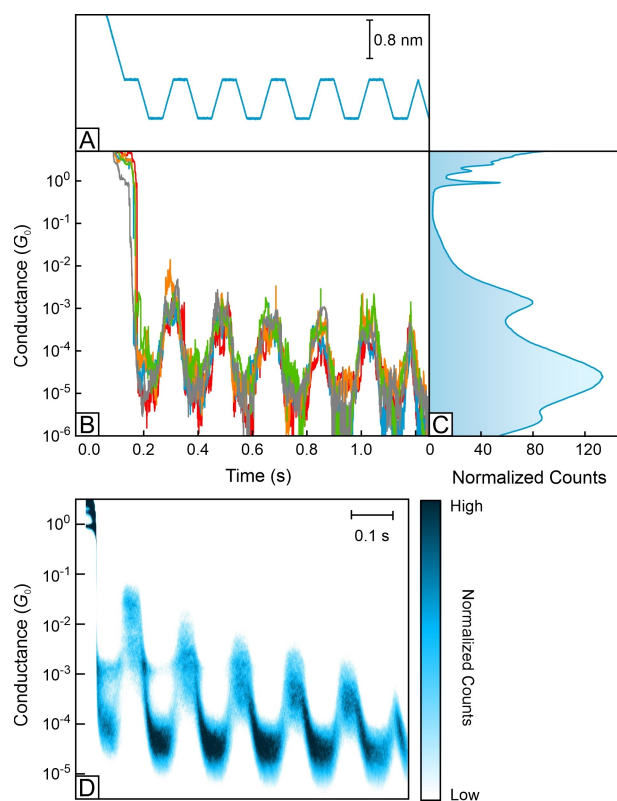 0.8 nm
A
Conductance (G₀)
10⁰
10⁻¹
10⁻²
10⁻³
10⁻⁴
10⁻⁵
10⁻⁶
B
C
0.0 0.2 0.4 0.6 0.8 1.0 0 40 80 120
Time (s) Normalized Counts
Conductance (G₀)
10⁰
10⁻¹
10⁻²
10⁻³
10⁻⁴
10⁻⁵
0.1 s
D
High
Normalized Counts
Low